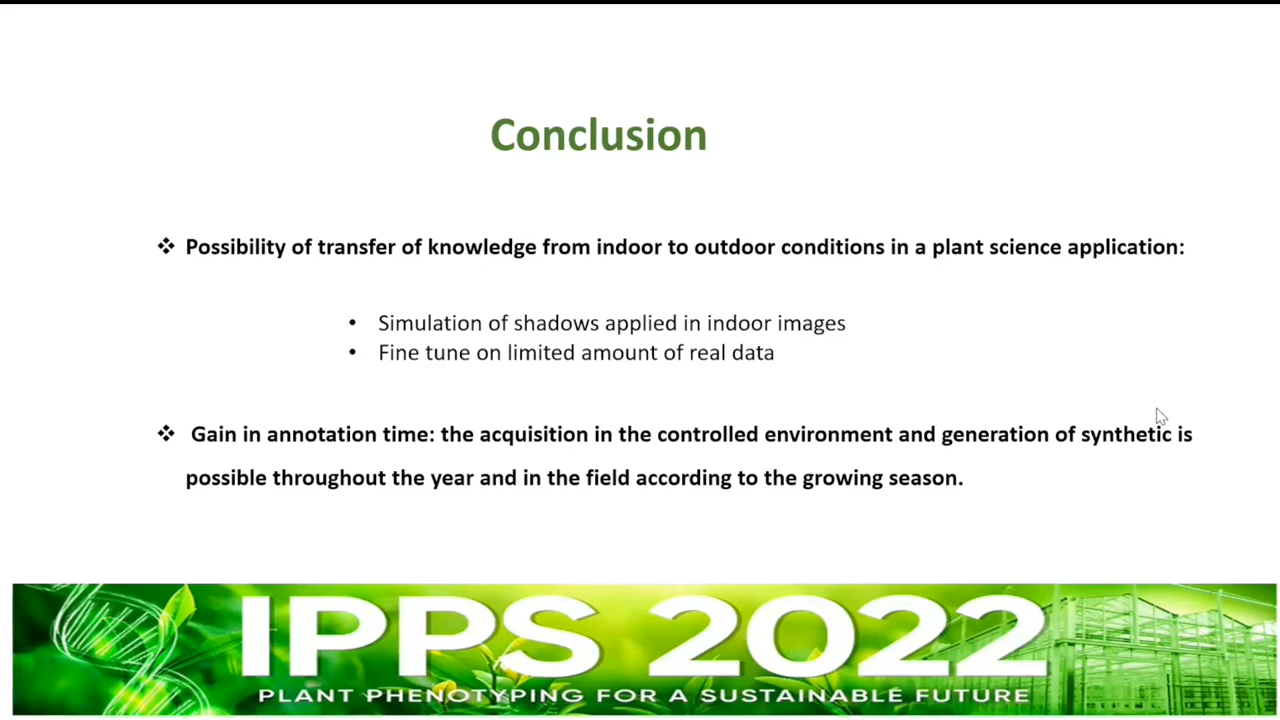 Conclusion
❖ Possibility of transfer of knowledge from indoor to outdoor conditions in a plant science application:
• Simulation of shadows applied in indoor images
• Fine tune on limited amount of real data
❖ Gain in annotation time: the acquisition in the controlled environment and generation of synthetic is
possible throughout the year and in the field according to the growing season.
IPPS 2022
PLANT PHENOTYPING FOR A SUSTAINABLE FUTURE